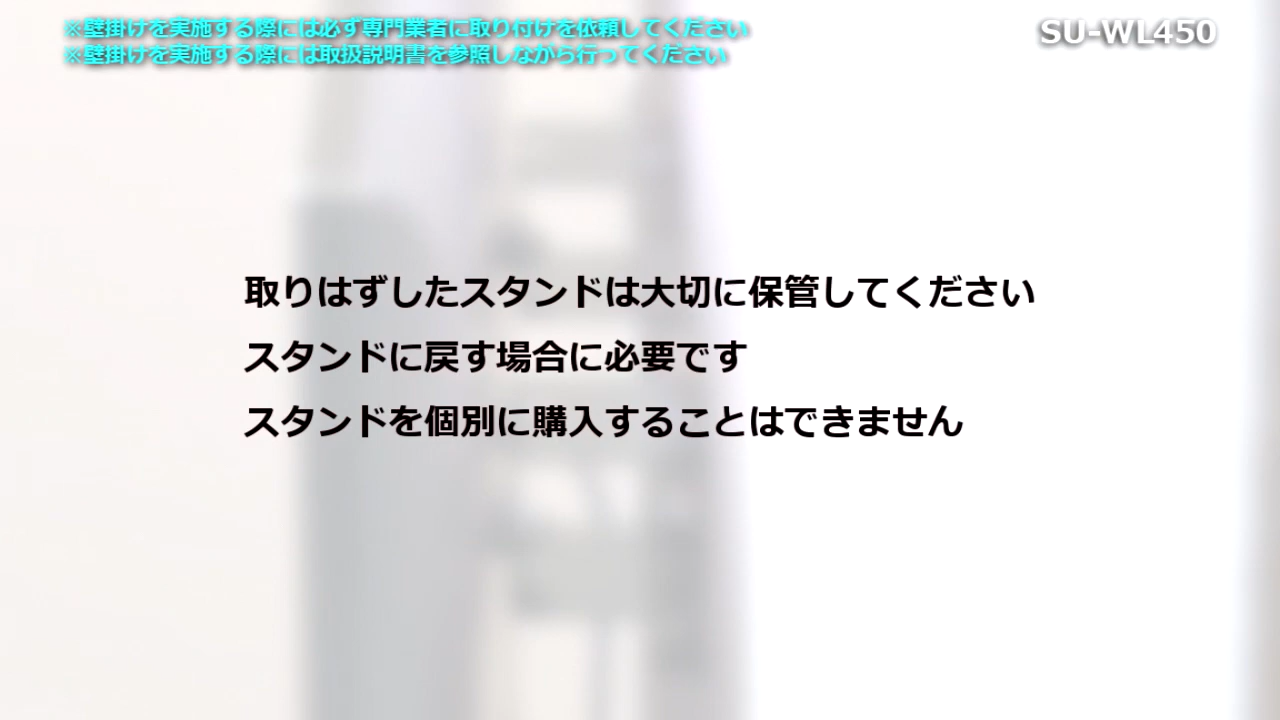 ※壁掛けを実施する際には必ず専門業者に取り付けを依頼してください
※壁掛けを実施する際には取扱説明書を参照しながら行ってください
SU-WL450
取りはずしたスタンドは大切に保管してください
スタンドに戻す場合に必要です
スタンドを個別に購入することはできません